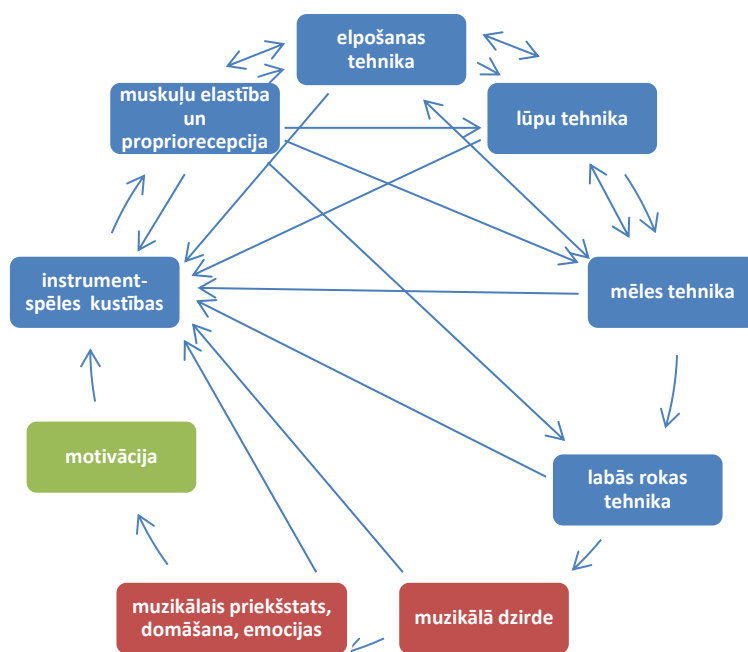 elpošanas
tehnika
muskuļu elastība
un
propriorecepcija
lūpu tehnika
instrument-
spēles kustības
mēles tehnika
motivācija
labās rokas
tehnika
muzikālais priekšstats,
domāšana, emocijas
muzikālā dzirde